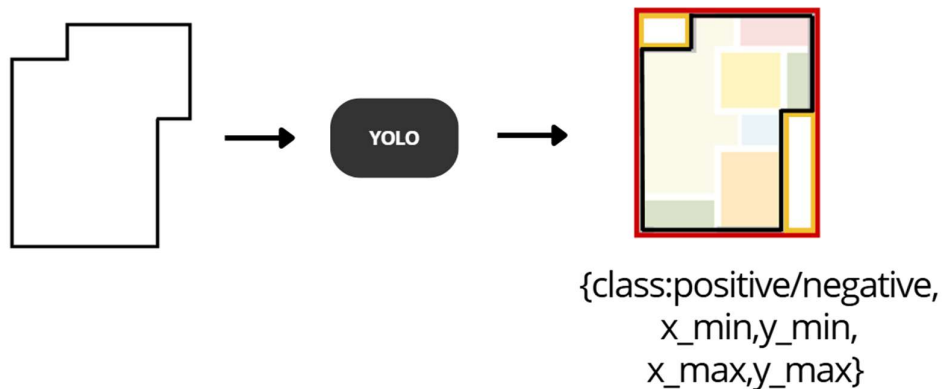 YOLO
{class:positive/negative,
x_min,y_min,
x_max,y_max}